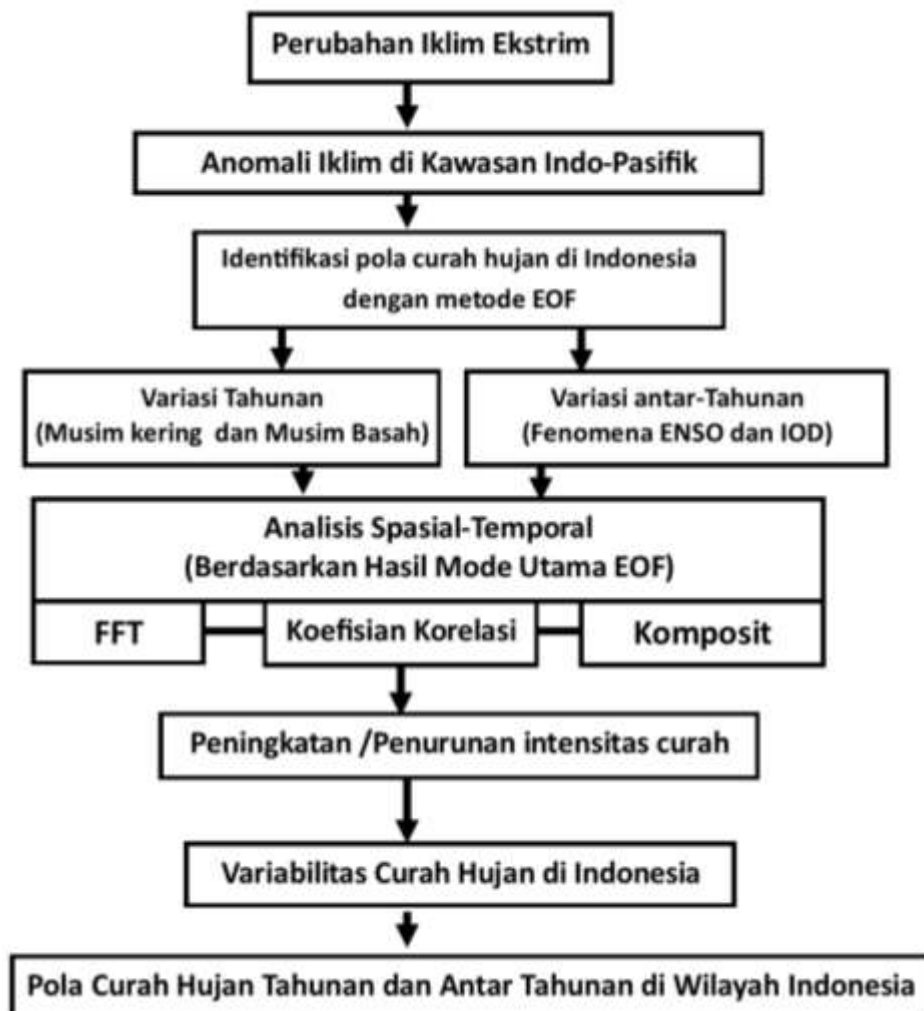 Perubahan Iklim Ekstrim
Anomali Iklim di Kawasan Indo-Pasifik
Identifikasi pola curah hujan di Indonesia
dengan metode EOF
Variasi Tahunan
(Musim kering dan Musim Basah)
Variasi antar-Tahunan
(Fenomena ENSO dan IOD)
Analisis Spasial-Temporal
(Berdasarkan Hasil Mode Utama EOF)
FFT
Koefisian Korelasi
Komposit
Peningkatan /Penurunan intensitas curah
Variabilitas Curah Hujan di Indonesia
Pola Curah Hujan Tahunan dan Antar Tahunan di Wilayah Indonesia